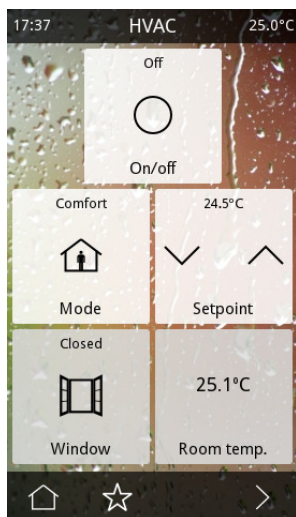 17:37 HVAC 25.0°C
Off
On/off
Comfort
Mode
24.5°C
Setpoint
Closed
Window
25.1°C
Room temp.